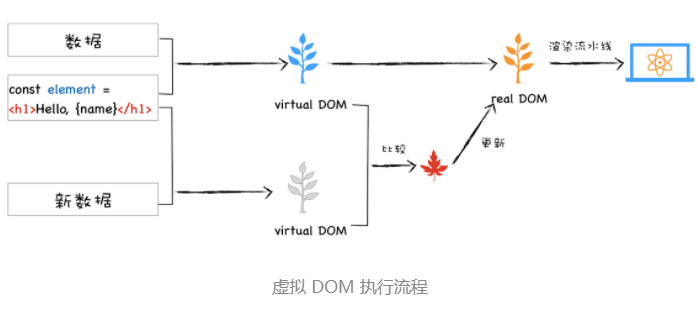 数据
const element =
<h1>Hello, {name}</h1>
新数据
virtual DOM
virtual DOM
比较
更新
real DOM
渲染流水线
虚拟 DOM 执行流程